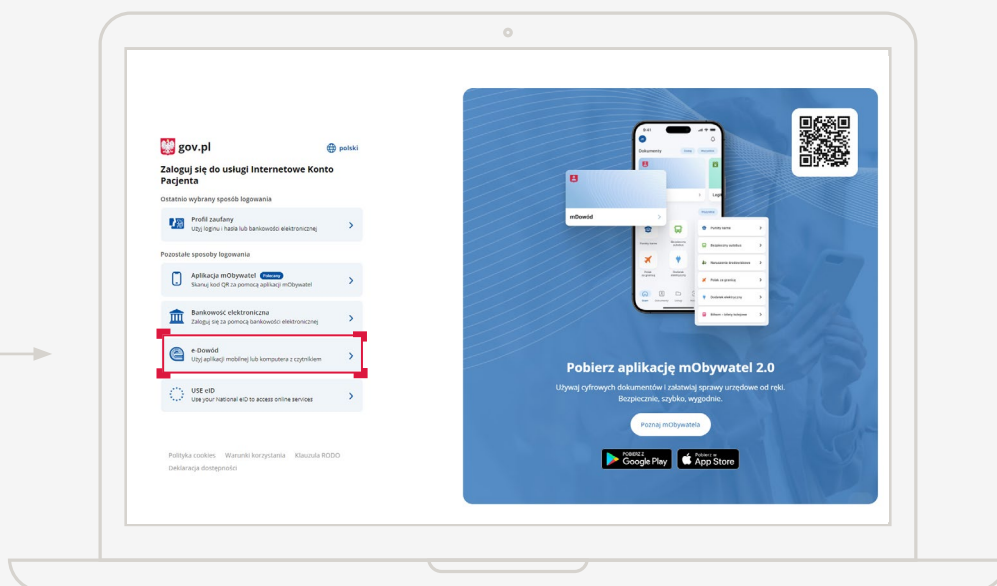 gov.pl
polski
Zaloguj się do usługi Internetowe Konto
Pacjenta
Ostatnio wybrany sposób logowania
Profil zaufany
Użyj loginu i hasła lub bankowości elektronicznej
Pozostałe sposoby logowania
Aplikacja mObywatel Polecany
Skanuj kod QR za pomocą aplikacji mObywatel
Bankowość elektroniczna
Zaloguj się za pomocą bankowości elektronicznej
e-Dowód
Użyj aplikacji mobilnej lub komputera z czytnikiem
USE eID
Use your National eID to access online services
Polityka cookies Warunki korzystania Klauzula RODO
Deklaracja dostępności
Dokumenty
mDowód
Pobierz aplikację mObywatel 2.0
Używaj cyfrowych dokumentów i załatwiaj sprawy urzędowe od ręki.
Bezpiecznie, szybko, wygodnie.
Poznaj mObywatela
POBIERZ Z
Google Play
Pobierz w
App Store